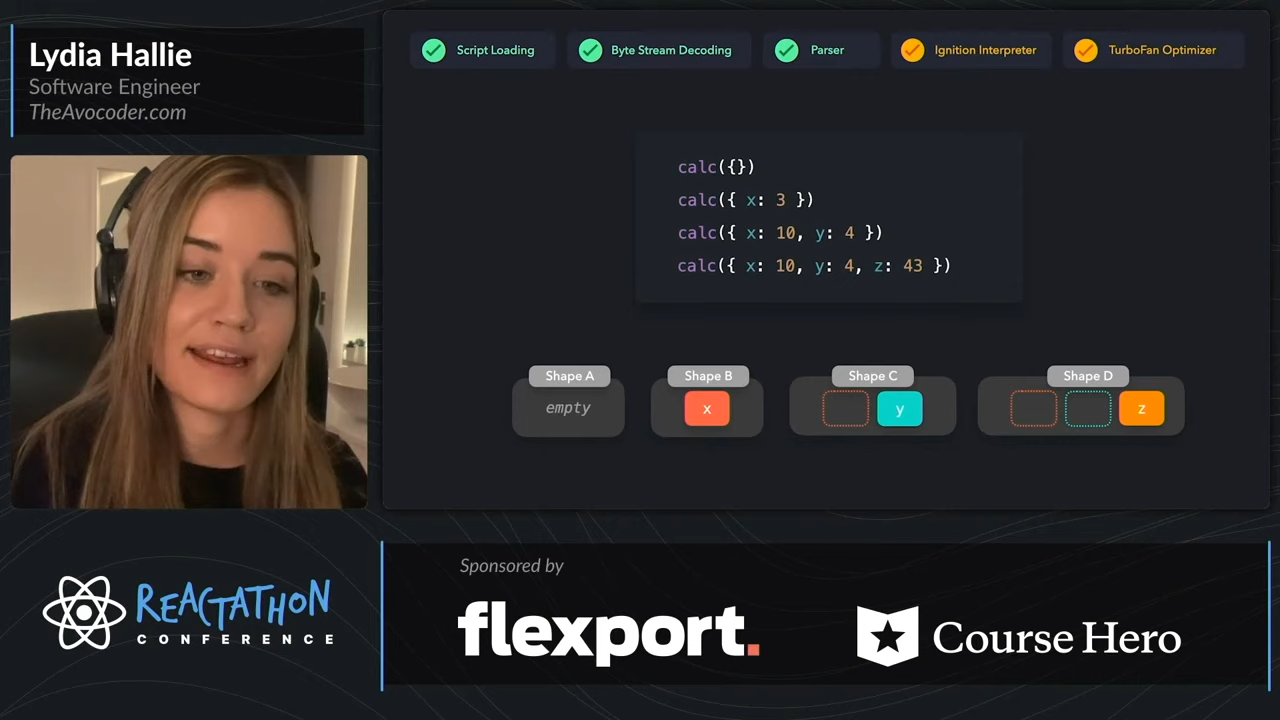 Lydia Hallie
Software Engineer
TheAvocoder.com
Script Loading
Byte Stream Decoding
Parser
Ignition Interpreter
TurboFan Optimizer
calc({})
calc({ x: 3 })
calc({ x: 10, y: 4 })
calc({ x: 10, y: 4, z: 43 })
Shape A
empty
Shape B
x
Shape C
y
Shape D
z
REACTATHON
CONFERENCE
Sponsored by
flexport.
Course Hero